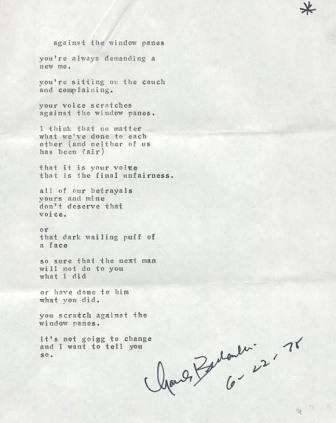 *
against the window panes
you're always demanding a
new me.
you're sitting on the couch
and complaining.
your voice scratches
against the window panes.
I think that no matter
what we've done to each
other (and neither of us
has been fair)
that it is your voice
that is the final unfairness.
all of our betrayals
yours and mine
don't deserve that
voice.
or
that dark wailing puff of
a face
so sure that the next man
will not do to you
what I did
or have done to him
what you did.
you scratch against the
window panes.
it's not going to change
and I want to tell you
so.
Charles Bukowski
6-22-78